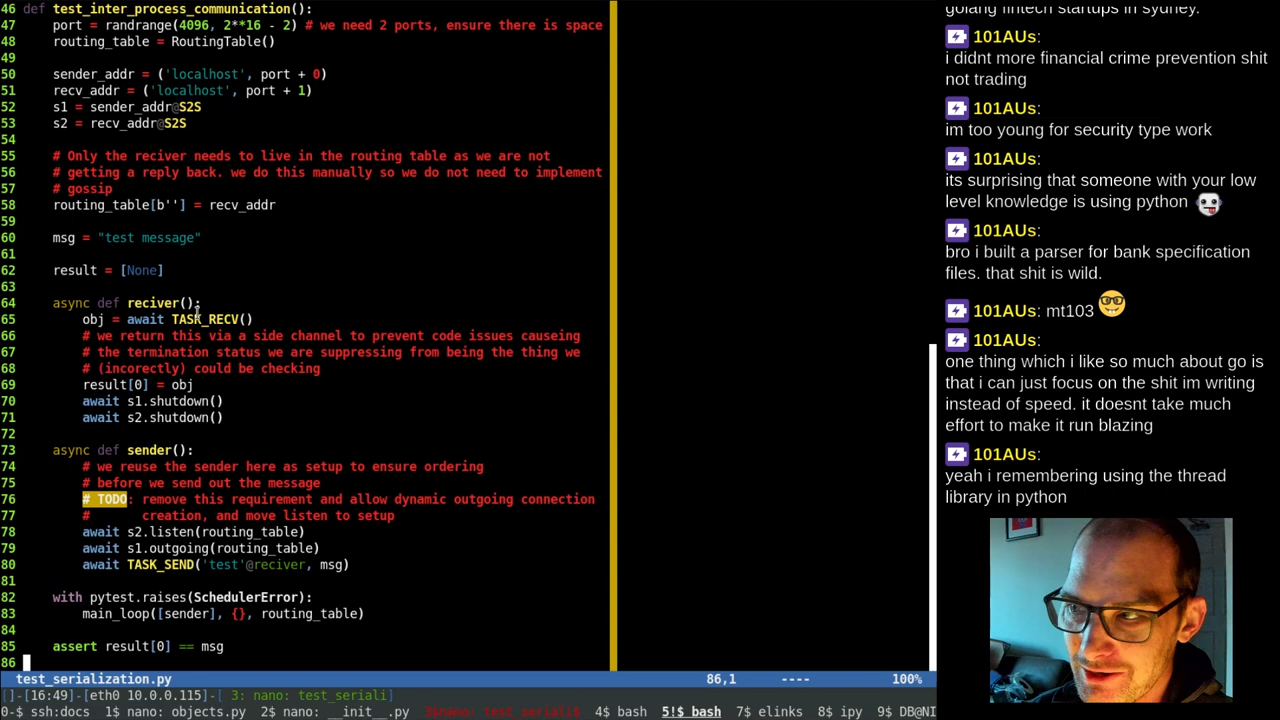 46 def test_inter_process_communication():
47     port = randrange(4096, 2**16 - 2) # we need 2 ports, ensure there is space
48     routing_table = RoutingTable()
49
50     sender_addr = ('localhost', port + 0)
51     recv_addr = ('localhost', port + 1)
52     s1 = sender_addr@S2S
53     s2 = recv_addr@S2S
54
55     # Only the reciver needs to live in the routing table as we are not
56     # getting a reply back. we do this manually so we do not need to implement
57     # gossip
58     routing_table[b''] = recv_addr
59
60     msg = "test message"
61
62     result = [None]
63
64     async def reciver():
65         obj = await TASK_RECV()
66         # we return this via a side channel to prevent code issues causeing
67         # the termination status we are suppressing from being the thing we
68         # (incorectly) could be checking
69         result[0] = obj
70         await s1.shutdown()
71         await s2.shutdown()
72
73     async def sender():
74         # we reuse the sender here as setup to ensure ordering
75         # before we send out the message
76         # TODO: remove this requirement and allow dynamic outgoing connection
77         #       creation, and move listen to setup
78         await s2.listen(routing_table)
79         await s1.outgoing(routing_table)
80         await TASK_SEND('test'@reciver, msg)
81
82     with pytest.raises(SchedulerError):
83         main_loop([sender], {}, routing_table)
84
85     assert result[0] == msg
86
test_serialization.py 86,1 ---- 100%
[]-[16:49]-[eth0 10.0.0.115]-[ 3: nano: test_seriali]
0-$ ssh:docs 1$ nano: objects.py 2$ nano: __init__.py 3$nano: test_serial$ 4$ bash 5!$ bash 7$ elinks 8$ ipy 9$ DB@NI
golang fintech startups in sydney.
101AUs:
i didnt more financial crime prevention shit
not trading
101AUs:
im too young for security type work
101AUs:
its surprising that someone with your low
level knowledge is using python
101AUs:
bro i built a parser for bank specification
files. that shit is wild.
101AUs: mt103
101AUs:
one thing which i like so much about go is
that i can just focus on the shit im writing
instead of speed. it doesnt take much
effort to make it run blazing
101AUs:
yeah i remembering using the thread
library in python